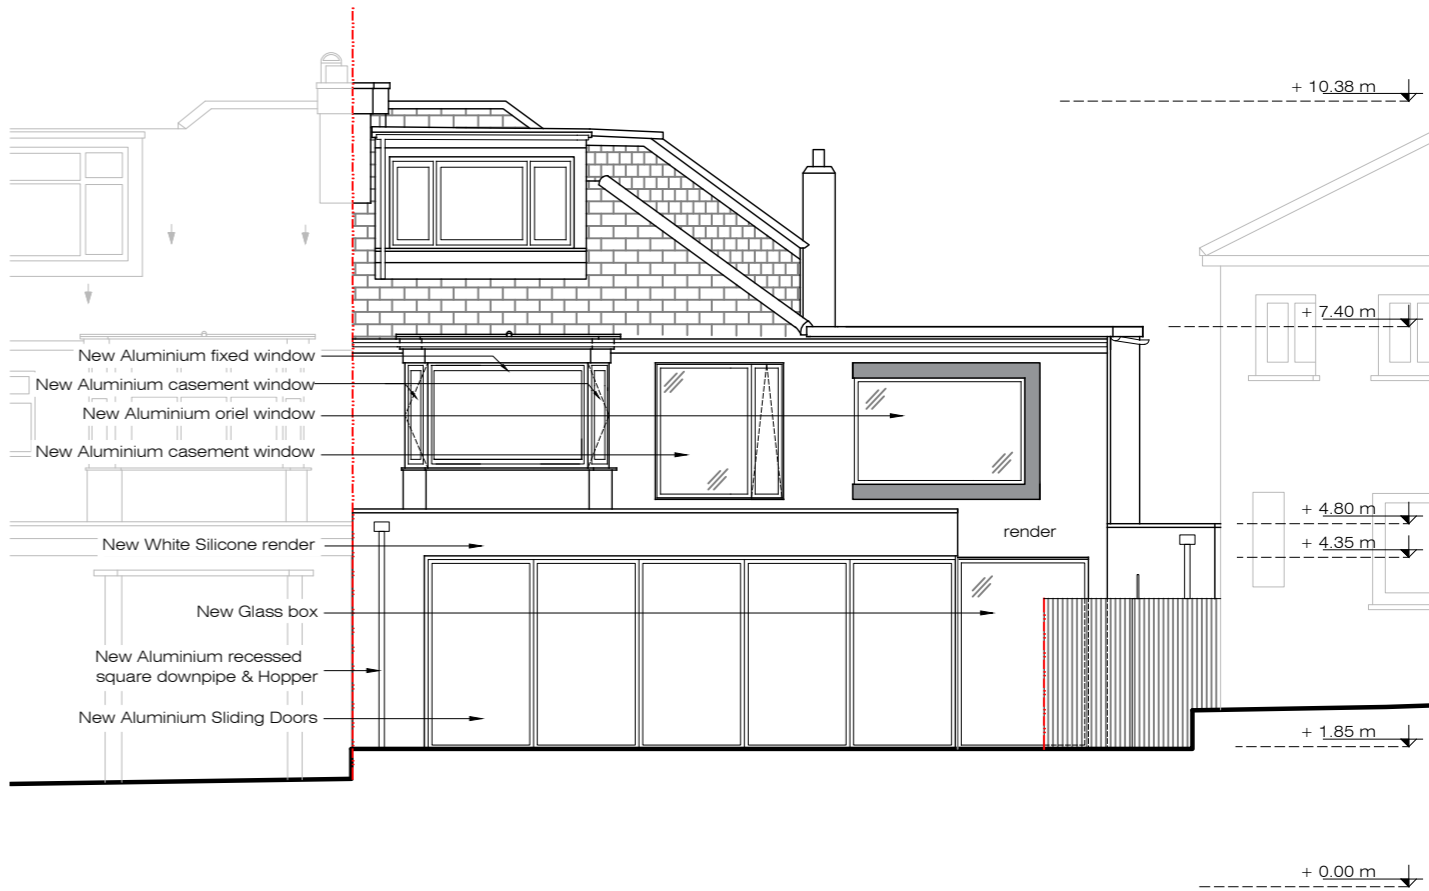 + 10.38 m
+ 7.40 m
New Aluminium fixed window
New Aluminium casement window
New Aluminium oriel window
New Aluminium casement window
+ 4.80 m
render
New White Silicone render
+ 4.35 m
New Glass box
New Aluminium recessed
square downpipe & Hopper
New Aluminium Sliding Doors
+ 1.85 m
+ 0.00 m